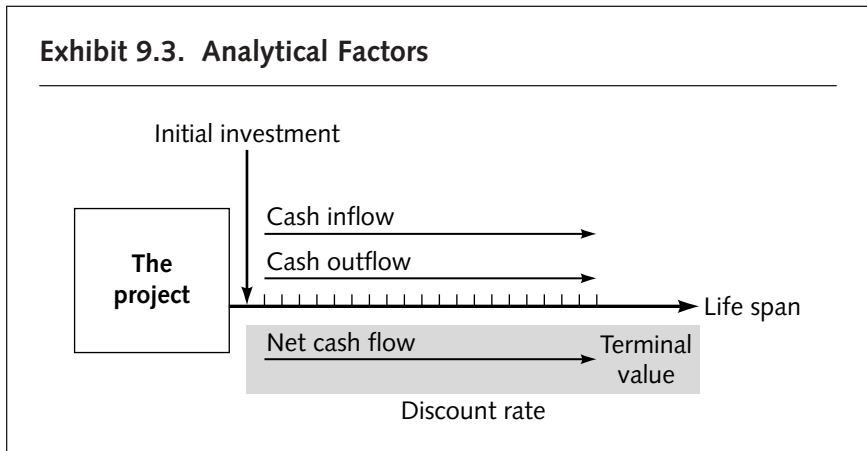 Exhibit 9.3. Analytical Factors
Initial investment
Cash inflow
Cash outflow
The
project
Life span
Net cash flow
Terminal
value
Discount rate